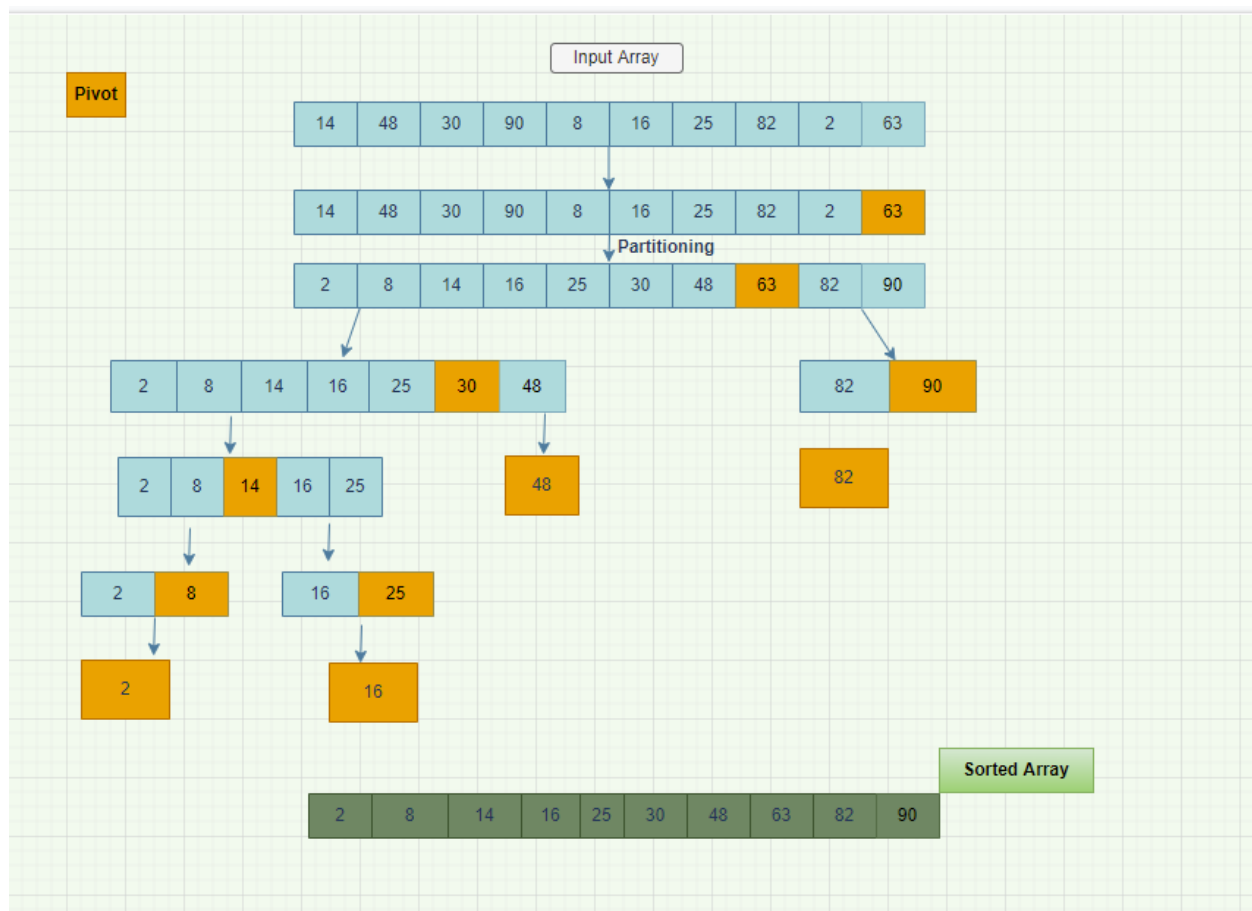 Input Array
Pivot
14 48 30 90 8 16 25 82 2 63
14 48 30 90 8 16 25 82 2 63
Partitioning
2 8 14 16 25 30 48 63 82 90
2 8 14 16 25 30 48
82 90
2 8 14 16 25
48
82
2 8
16 25
2
16
Sorted Array
2 8 14 16 25 30 48 63 82 90